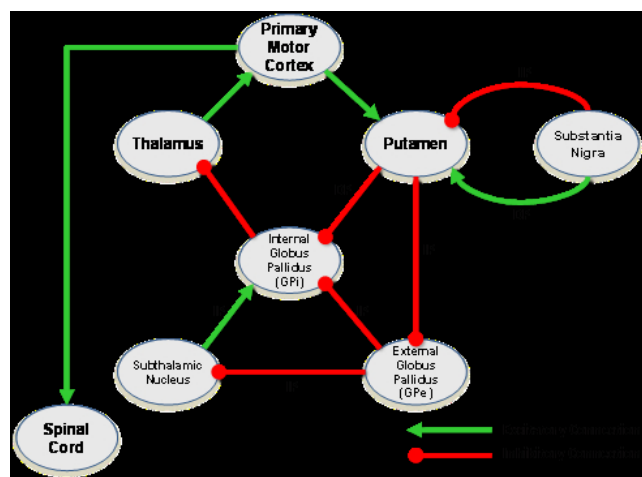 Primary
Motor
Cortex
Thalamus
Putamen
Substantia
Nigra
Internal
Globus
Pallidus
(GPi)
Subthalamic
Nucleus
External
Globus
Pallidus
(GPe)
Spinal
Cord